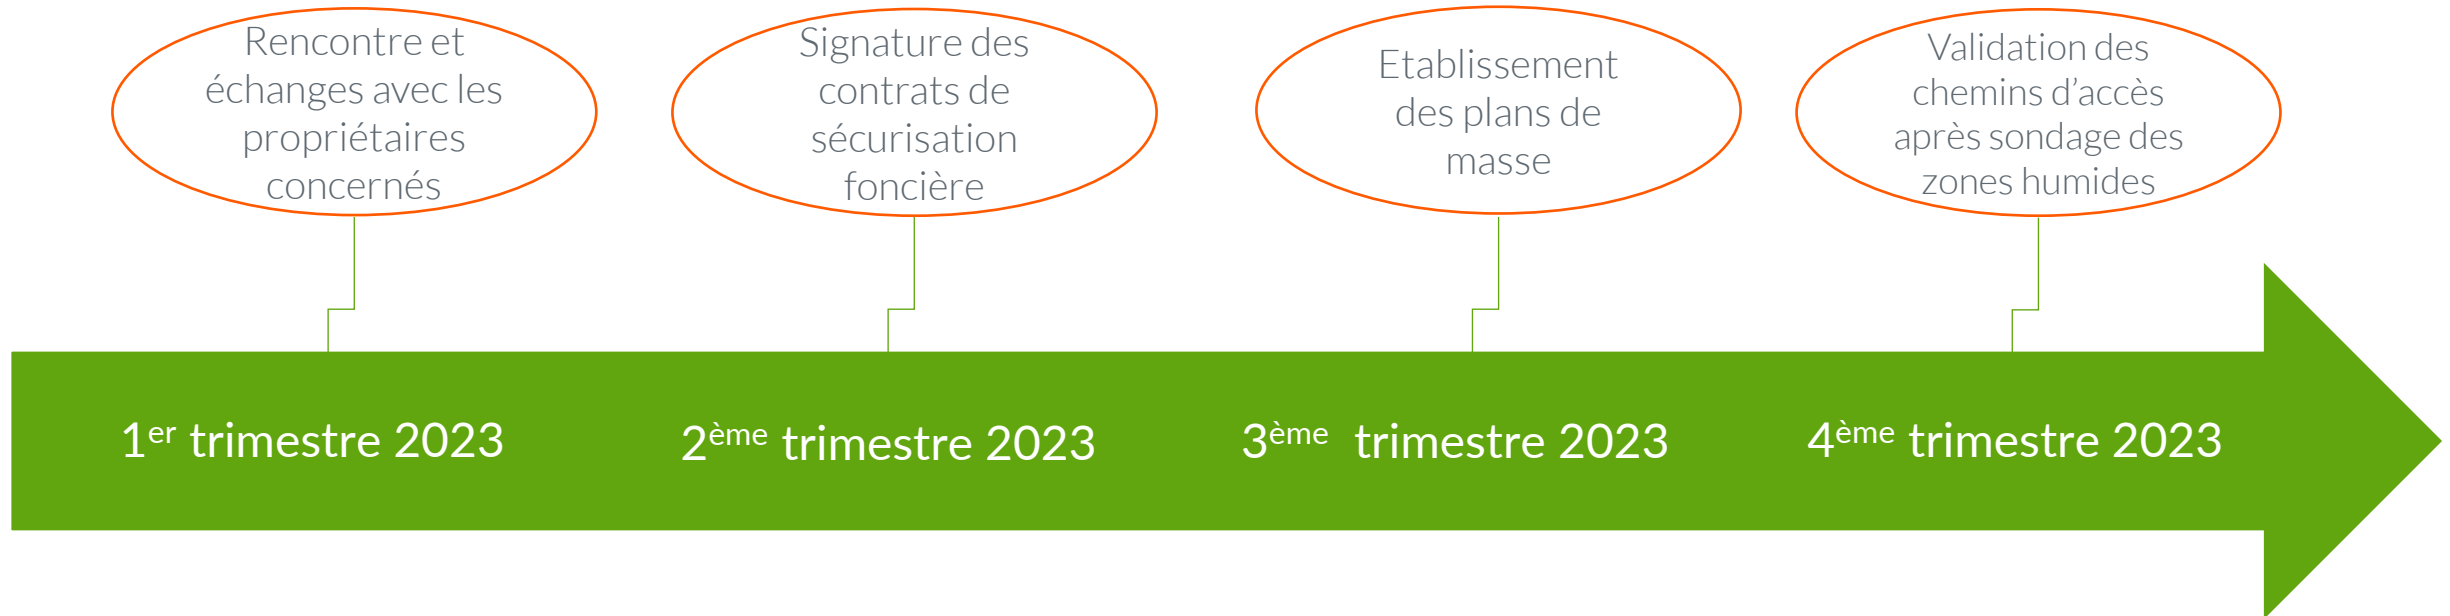 Rencontre et
échanges avec les
propriétaires
concernés
Signature des
contrats de
sécurisation
foncière
Etablissement
des plans de
masse
Validation des
chemins d’accès
après sondage des
zones humides
1er trimestre 2023
2ème trimestre 2023
3ème trimestre 2023
4ème trimestre 2023